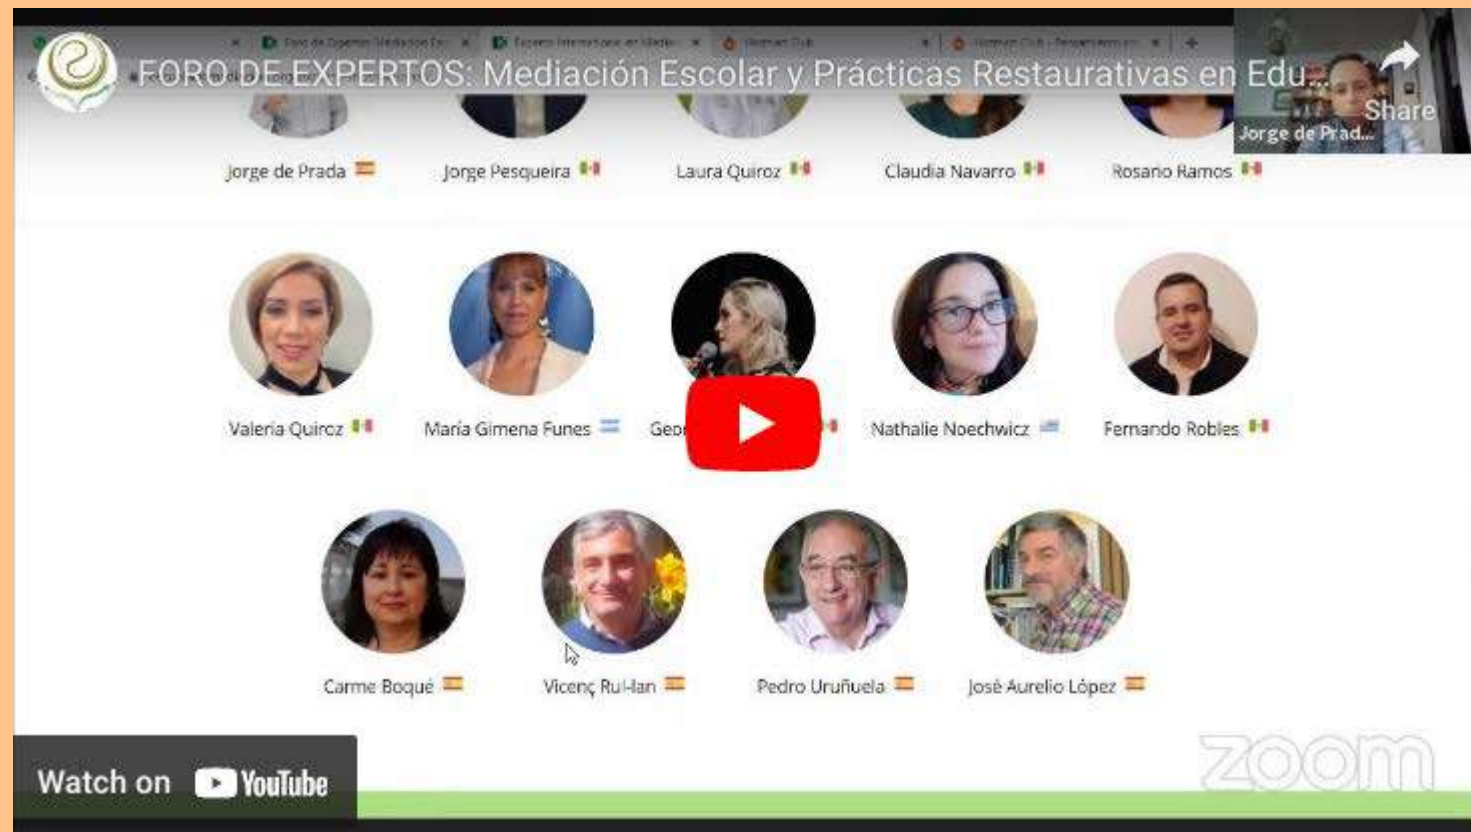 FORO DE EXPERTOS: Mediación Escolar y Prácticas Restaurativas en Edu...
Share
Jorge de Prad...
Jorge de Prada
Jorge Pesqueira
Laura Quiroz
Claudia Navarro
Rosario Ramos
Valeria Quiroz
María Gimena Funes
Geor
Nathalie Noechwicz
Fernando Robles
Carme Boqué
Vicenç Rul·lan
Pedro Uruñuela
José Aurelio López
zoom
Watch on YouTube